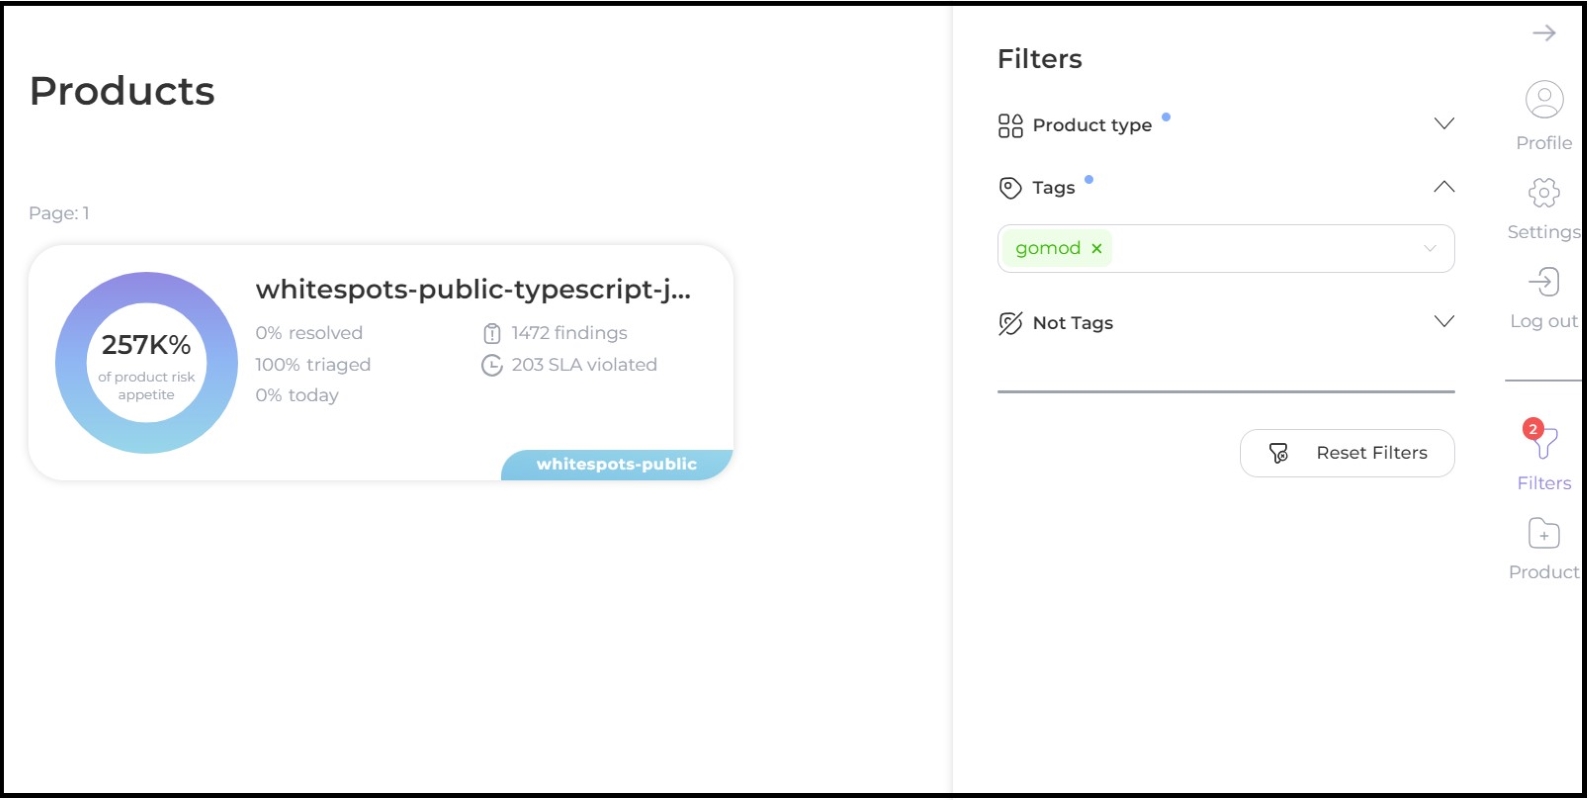 Products
Page: 1
257K%
of product risk
appetite
whitespots-public-typescript-j...
0% resolved
100% triaged
0% today
1472 findings
203 SLA violated
whitespots-public
Filters
Product type
Tags
gomod ×
Not Tags
Reset Filters
Profile
Settings
Log out
2
Filters
Product